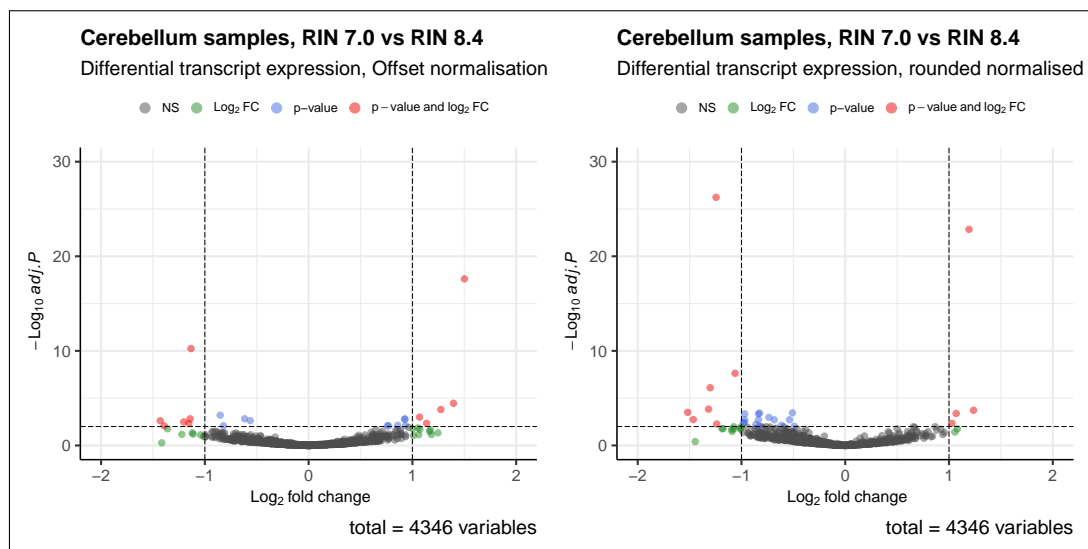 Cerebellum samples, RIN 7.0 vs RIN 8.4
Differential transcript expression, Offset normalisation
NS Log2 FC p−value p − value and log2 FC
30
20
10
0
−Log10 adj.P
−2 −1 0 1 2
Log2 fold change
total = 4346 variables
Cerebellum samples, RIN 7.0 vs RIN 8.4
Differential transcript expression, rounded normalised
NS Log2 FC p−value p − value and log2 FC
30
20
10
0
−Log10 adj.P
−2 −1 0 1 2
Log2 fold change
total = 4346 variables